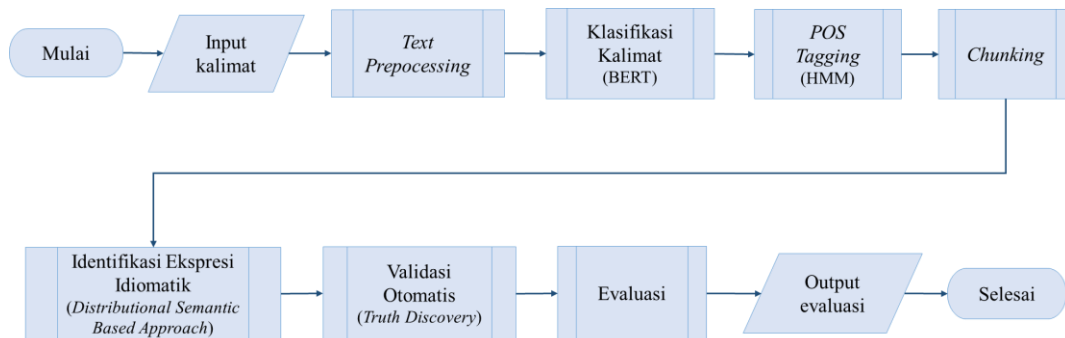 Mulai
Input
kalimat
Text
Prepocessing
Klasifikasi
Kalimat
(BERT)
POS
Tagging
(HMM)
Chunking
Identifikasi Ekspresi
Idiomatik
(Distributional Semantic
Based Approach)
Validasi
Otomatis
(Truth Discovery)
Evaluasi
Output
evaluasi
Selesai